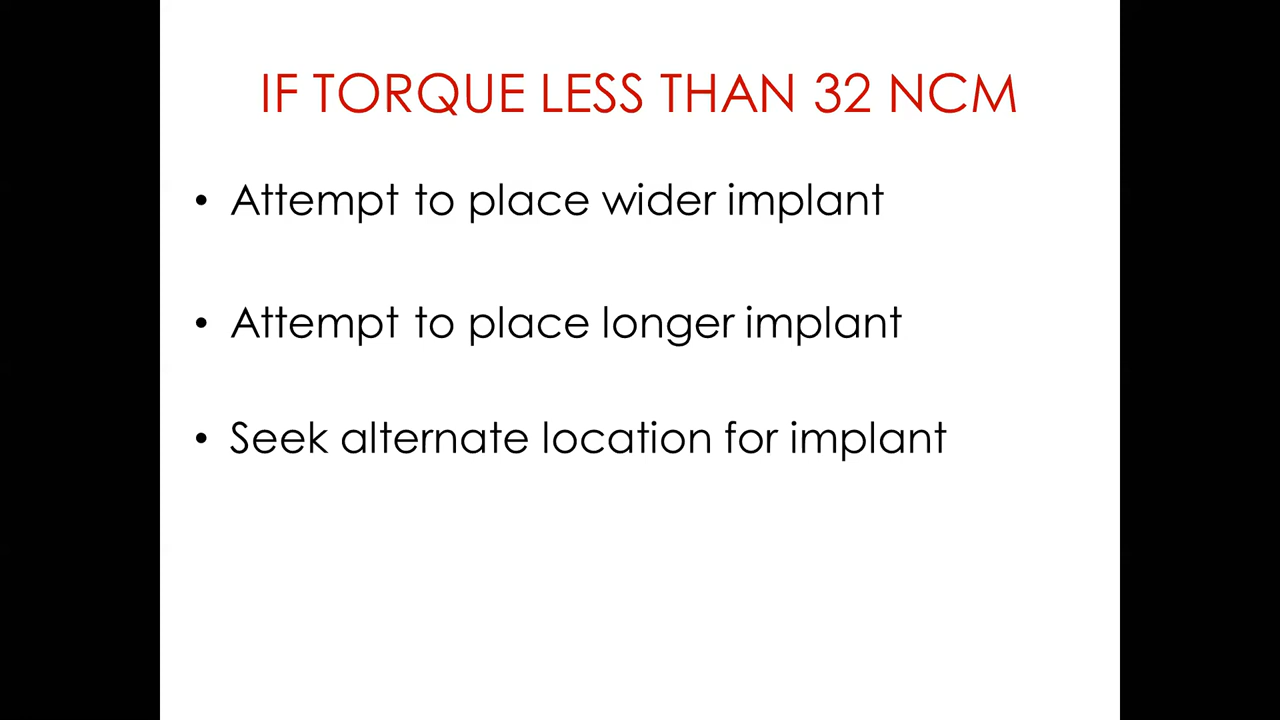 IF TORQUE LESS THAN 32 NCM
• Attempt to place wider implant
• Attempt to place longer implant
• Seek alternate location for implant